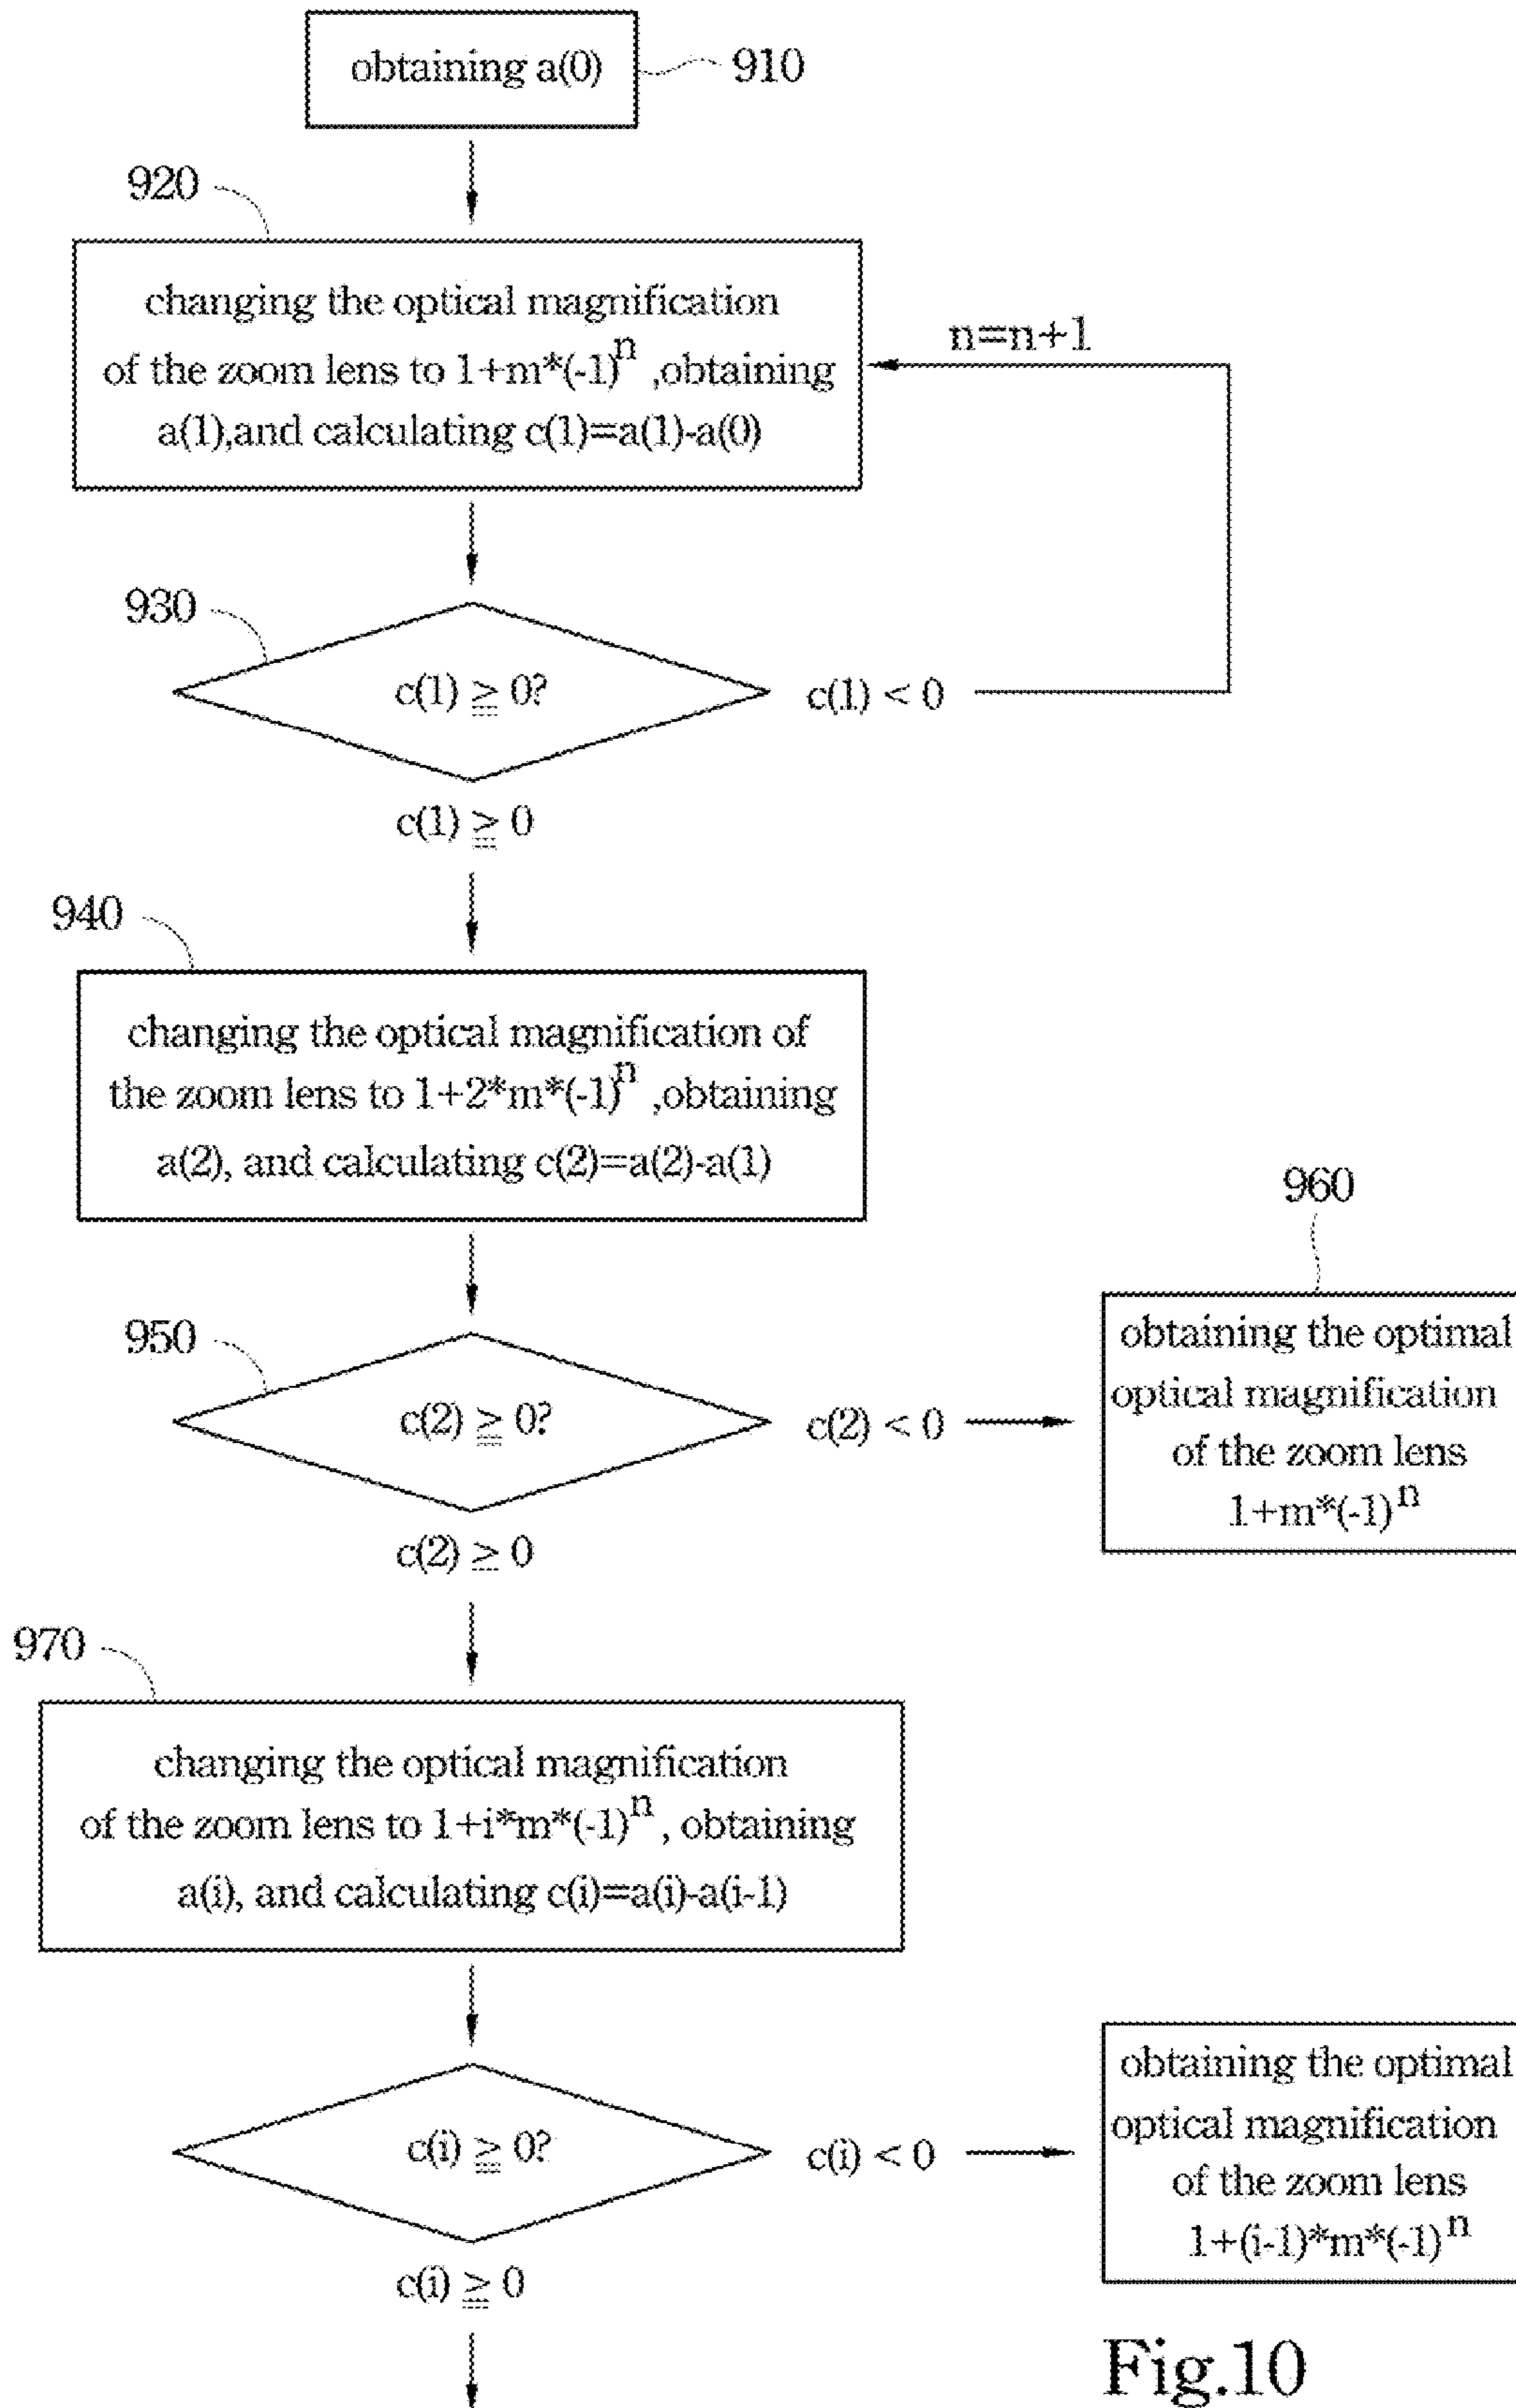 obtaining a(0)
910
920
changing the optical magnification
of the zoom lens to 1+m*(-1)^n ,obtaining
a(1),and calculating c(1)=a(1)-a(0)
n=n+1
930
c(1) ≧ 0?
c(1) < 0
c(1) ≧ 0
940
changing the optical magnification of
the zoom lens to 1+2*m*(-1)^n ,obtaining
a(2), and calculating c(2)=a(2)-a(1)
950
c(2) ≧ 0?
c(2) < 0
960
obtaining the optimal
optical magnification
of the zoom lens
1+m*(-1)^n
c(2) ≥ 0
970
changing the optical magnification
of the zoom lens to 1+i*m*(-1)^n, obtaining
a(i), and calculating c(i)=a(i)-a(i-1)
c(i) ≧ 0?
c(i) < 0
obtaining the optimal
optical magnification
of the zoom lens
1+(i-1)*m*(-1)^n
c(i) ≧ 0
Fig.10